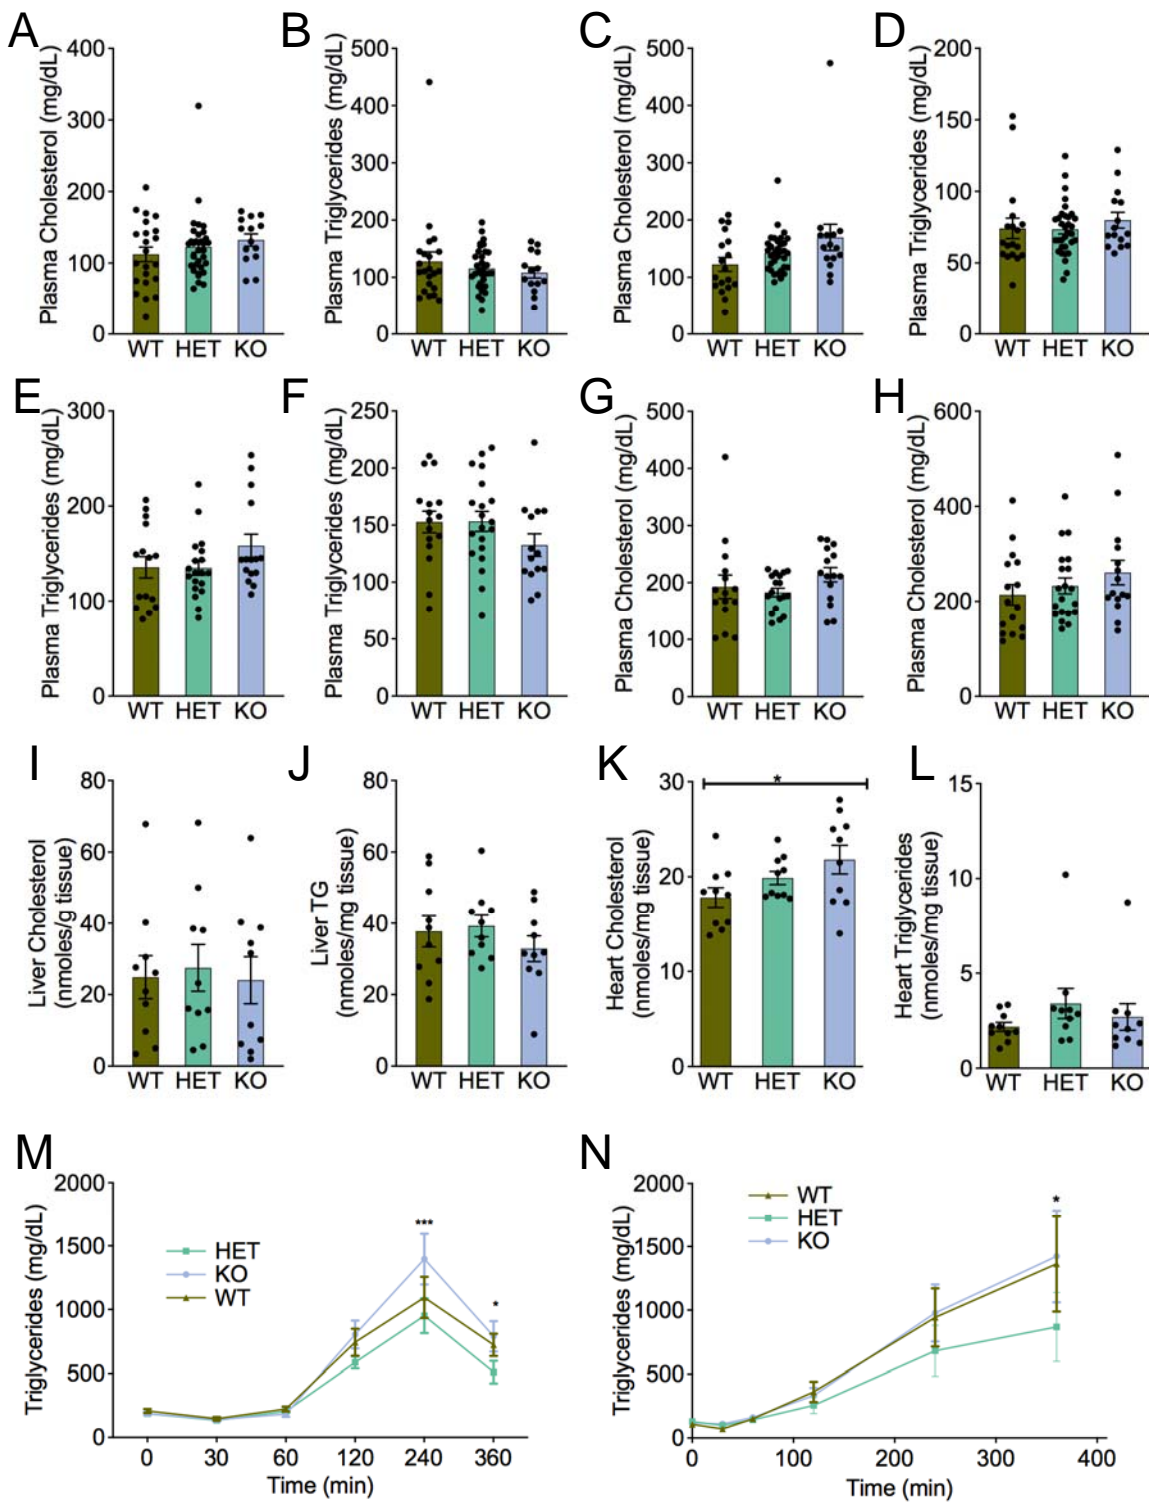 A
B
C
D
Plasma Cholesterol (mg/dL)
400
300
200
100
0
WT HET KO
Plasma Triglycerides (mg/dL)
500
400
300
200
100
0
WT HET KO
Plasma Cholesterol (mg/dL)
500
400
300
200
100
0
WT HET KO
Plasma Triglycerides (mg/dL)
200
150
100
50
0
WT HET KO
E
F
G
H
Plasma Triglycerides (mg/dL)
300
200
100
0
WT HET KO
Plasma Triglycerides (mg/dL)
250
200
150
100
50
0
WT HET KO
Plasma Cholesterol (mg/dL)
500
400
300
200
100
0
WT HET KO
Plasma Cholesterol (mg/dL)
600
400
200
0
WT HET KO
I
J
K
L
Liver Cholesterol
(nmoles/g tissue)
80
60
40
20
0
WT HET KO
Liver TG
(nmoles/mg tissue)
80
60
40
20
0
WT HET KO
Heart Cholesterol
(nmoles/mg tissue)
30
20
10
0
*
WT HET KO
Heart Triglycerides
(nmoles/mg tissue)
15
10
5
0
WT HET KO
M
N
Triglycerides (mg/dL)
2000
1500
1000
500
0
HET
KO
WT
***
*
0 30 60 120 240 360
Time (min)
Triglycerides (mg/dL)
2000
1500
1000
500
0
WT
HET
KO
*
0 100 200 300 400
Time (min)